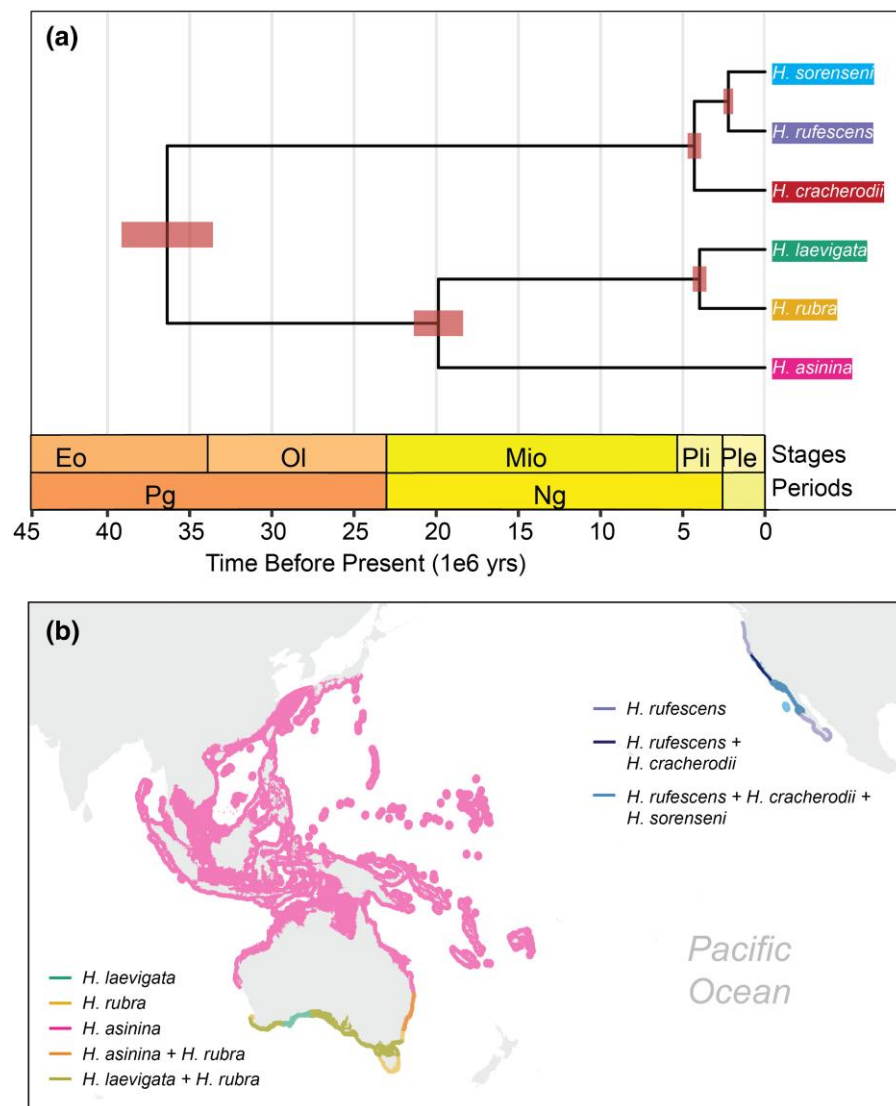 (a)
H. sorenseni
H. rufescens
H. cracherodii
H. laevigata
H. rubra
H. asinina
Eo Ol Mio Pli Ple Stages
Pg Ng Periods
45 40 35 30 25 20 15 10 5 0
Time Before Present (1e6 yrs)
(b)
H. rufescens
H. rufescens +
H. cracherodii
H. rufescens + H. cracherodii +
H. sorenseni
Pacific
Ocean
H. laevigata
H. rubra
H. asinina
H. asinina + H. rubra
H. laevigata + H. rubra